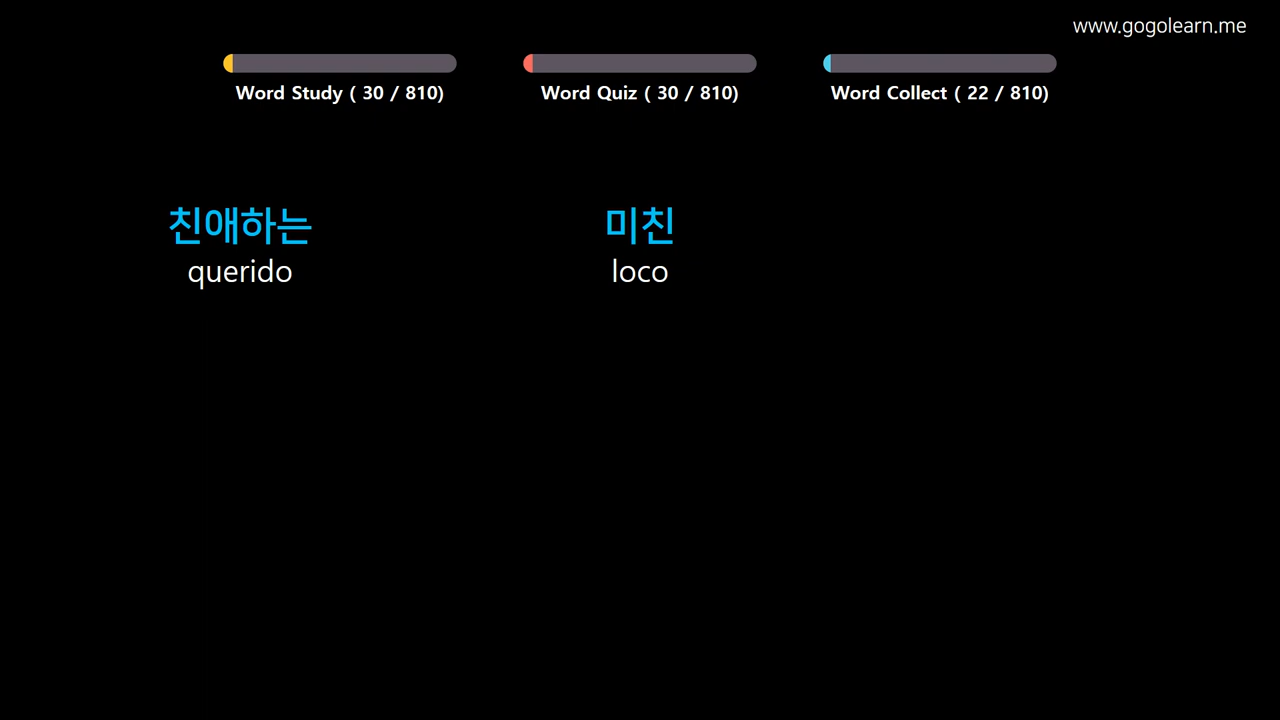 www.gogolearn.me
Word Study ( 30 / 810)
Word Quiz ( 30 / 810)
Word Collect ( 22 / 810)
친애하는
querido
미친
loco